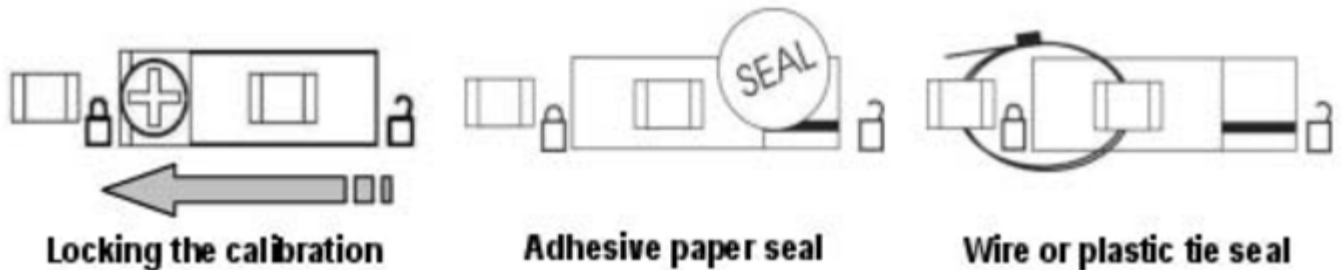 SEAL
Locking the calibration
Adhesive paper seal
Wire or plastic tie seal